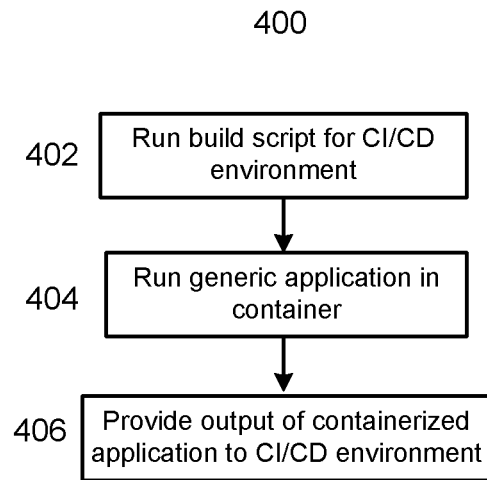 400
402
Run build script for CI/CD
environment
404
Run generic application in
container
406
Provide output of containerized
application to CI/CD environment